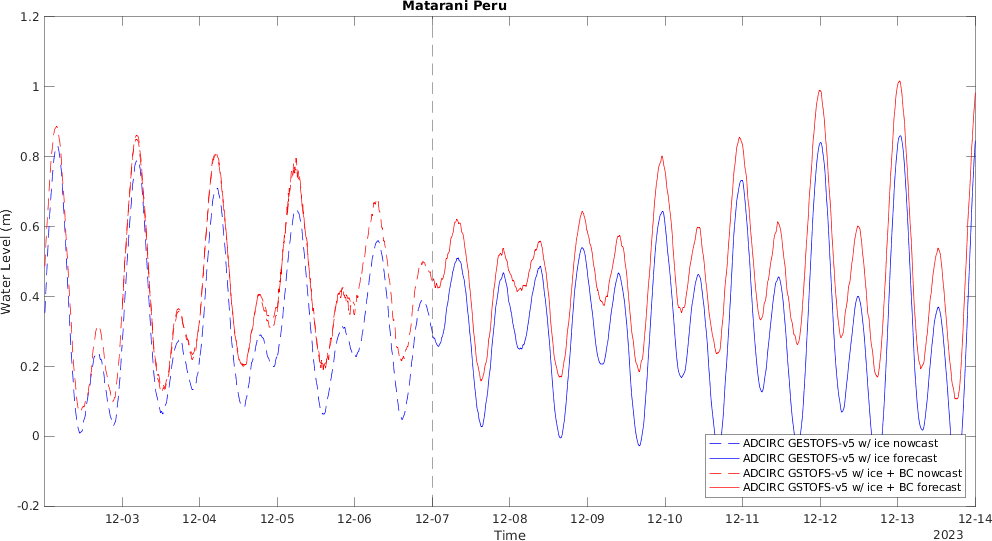 Matarani Peru
1.2
1
0.8
0.6
0.4
0.2
0
-0.2
Water Level (m)
ADCIRC GESTOFS-v5 w/ ice nowcast
ADCIRC GESTOFS-v5 w/ ice forecast
ADCIRC GSTOFS-v5 w/ ice + BC nowcast
ADCIRC GSTOFS-v5 w/ ice + BC forecast
12-03 12-04 12-05 12-06 12-07 12-08 12-09 12-10 12-11 12-12 12-13 12-14
Time
2023